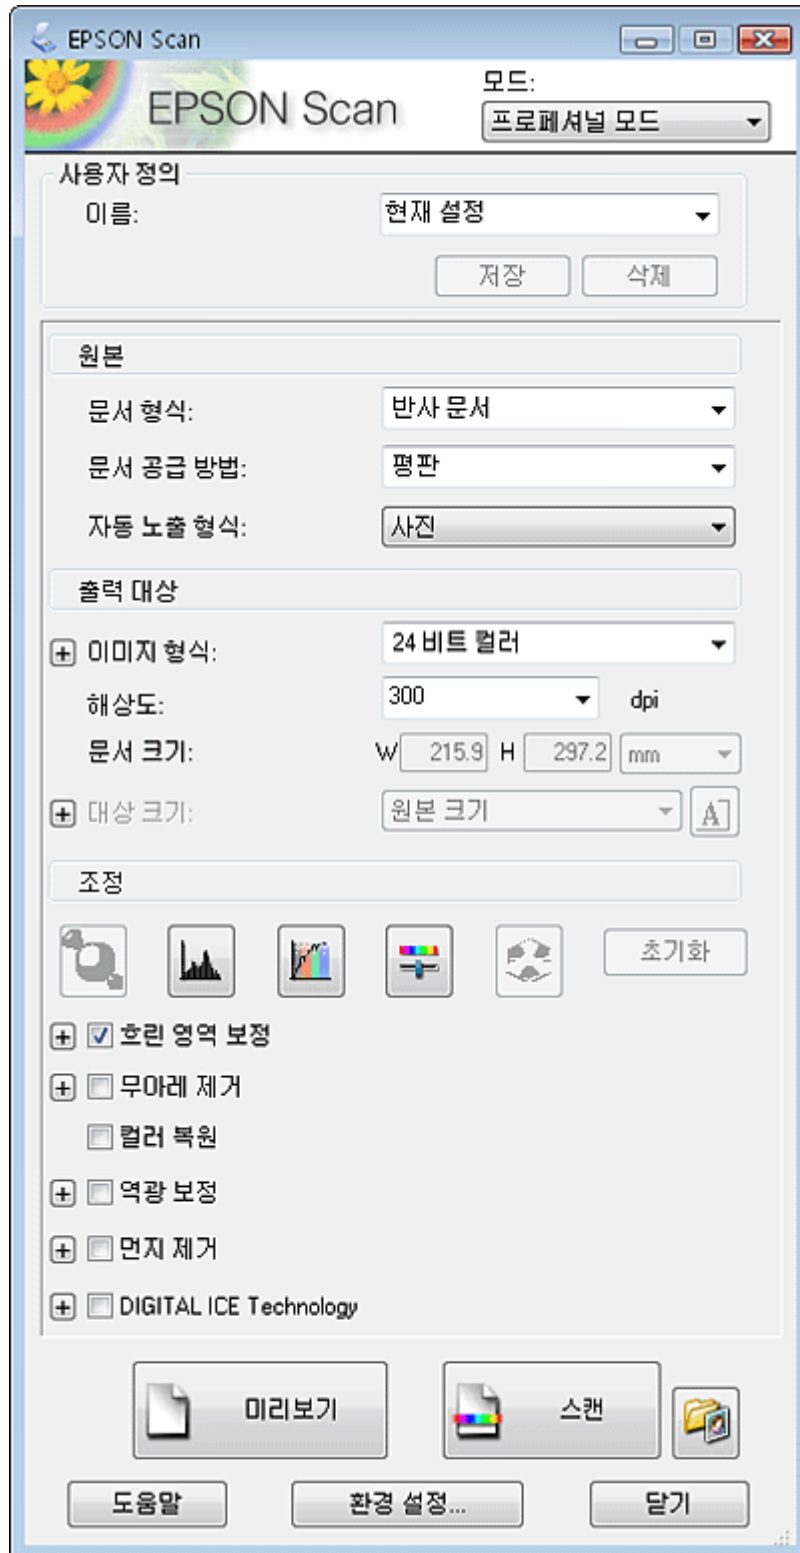 EPSON Scan
모드:
EPSON Scan
프로페셔널 모드
사용자 정의
이름: 현재 설정
저장 삭제
원본
문서 형식: 반사 문서
문서 공급 방법: 평판
자동 노출 형식: 사진
출력 대상
이미지 형식: 24 비트 컬러
해상도: 300 dpi
문서 크기: W 215.9 H 297.2 mm
대상 크기: 원본 크기 A
조정
초기화
흐린 영역 보정
무아레 제거
컬러 복원
역광 보정
먼지 제거
DIGITAL ICE Technology
미리보기 스캔
도움말 환경 설정... 닫기